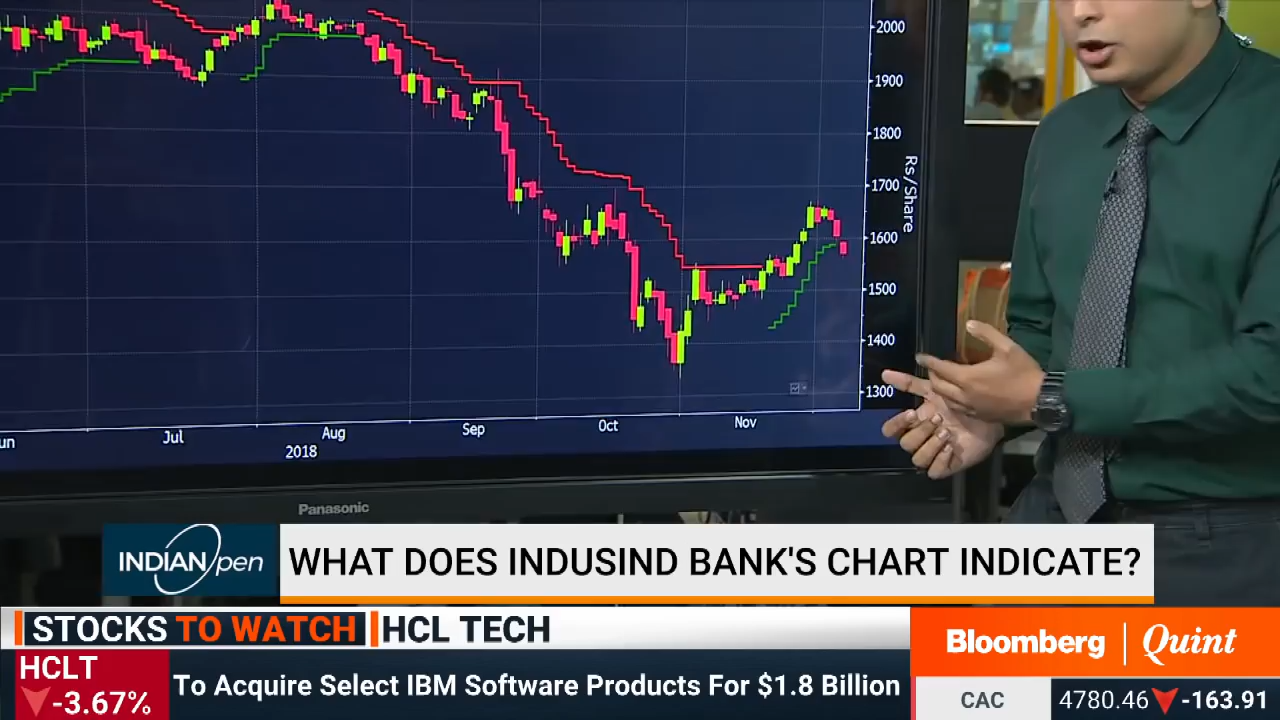 2000
1900
1800
1700
1600
1500
1400
1300
Rs/Share
un
Jul
Aug
Sep
Oct
Nov
2018
Panasonic
INDIAN Open
WHAT DOES INDUSIND BANK'S CHART INDICATE?
STOCKS TO WATCH HCL TECH
HCLT
-3.67%
To Acquire Select IBM Software Products For $1.8 Billion
Bloomberg | Quint
CAC 4780.46 -163.91